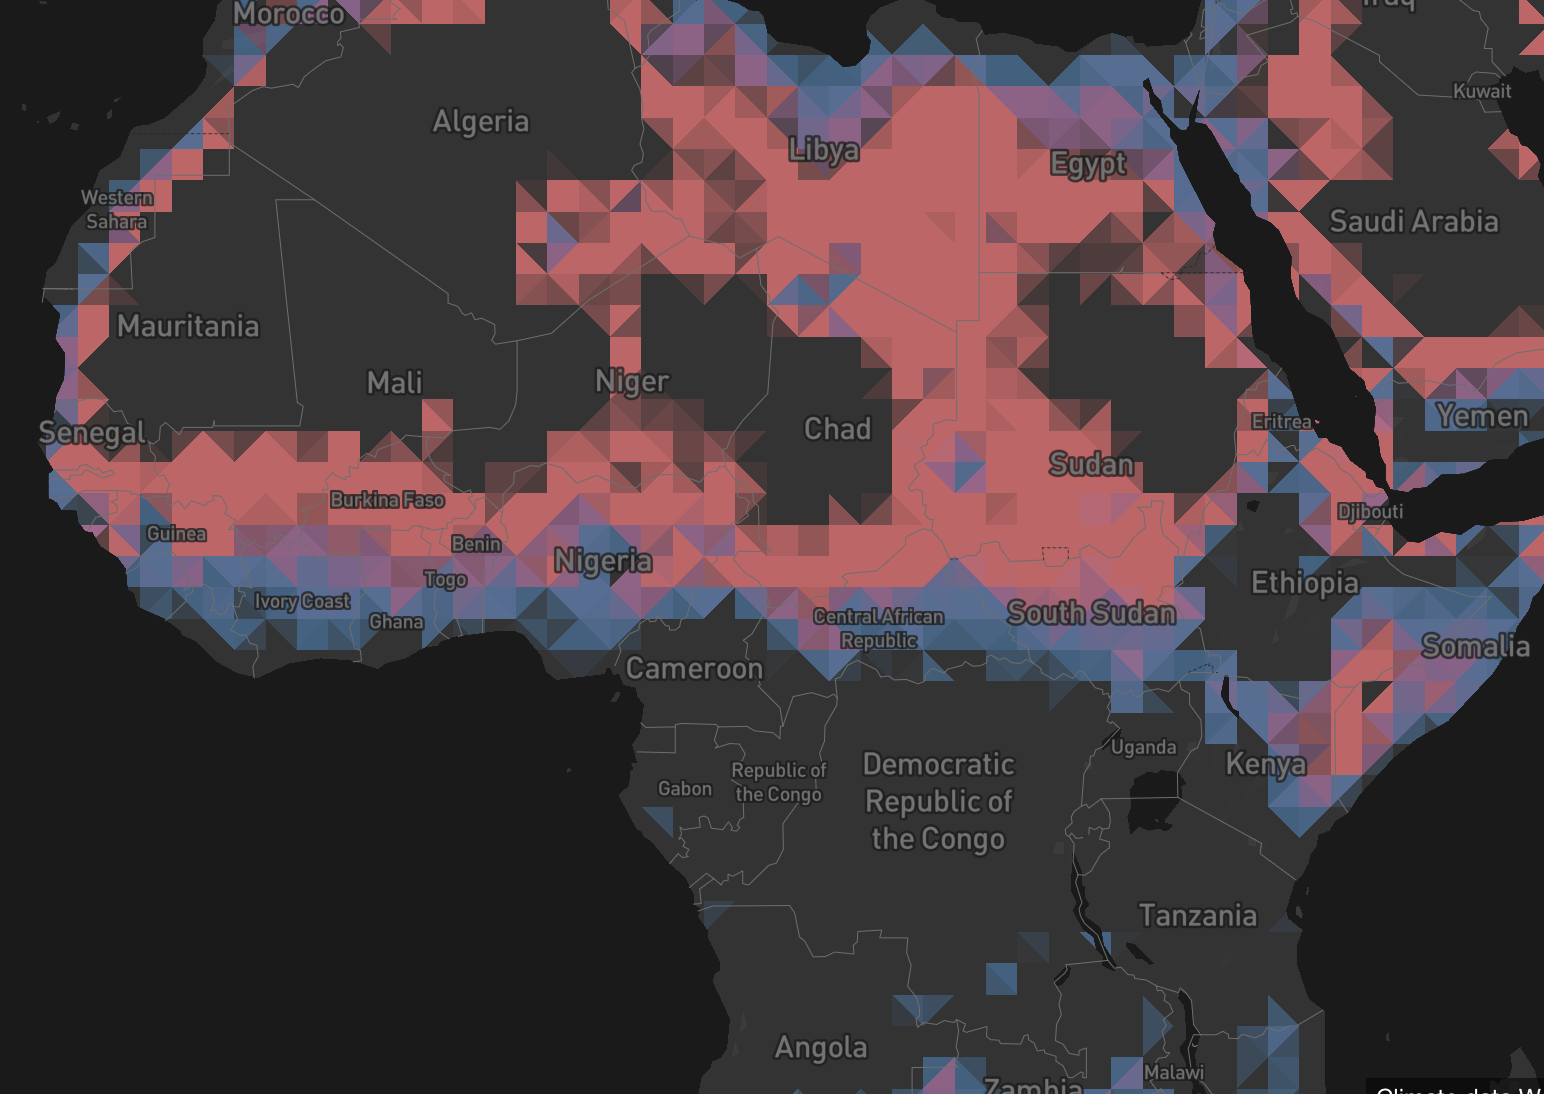 Morocco
Iraq
Kuwait
Algeria
Libya
Egypt
Western
Sahara
Saudi Arabia
Mauritania
Mali
Niger
Chad
Senegal
Eritrea
Yemen
Sudan
Burkina Faso
Djibouti
Guinea
Benin
Nigeria
Togo
Ethiopia
Ivory Coast
Ghana
Central African
Republic
South Sudan
Somalia
Cameroon
Uganda
Kenya
Gabon
Republic of
the Congo
Democratic
Republic of
the Congo
Tanzania
Angola
Malawi
Zambia
Climate data W